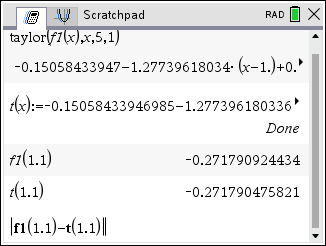 Scratchpad RAD
taylor(f1(x),x,5,1)
-0.15058433947-1.27739618034·(x-1.)+0.▸
t(x):=-0.15058433946985-1.277396180336▸
Done
f1(1.1) -0.271790924434
t(1.1) -0.271790475821
|f1(1.1)-t(1.1)|